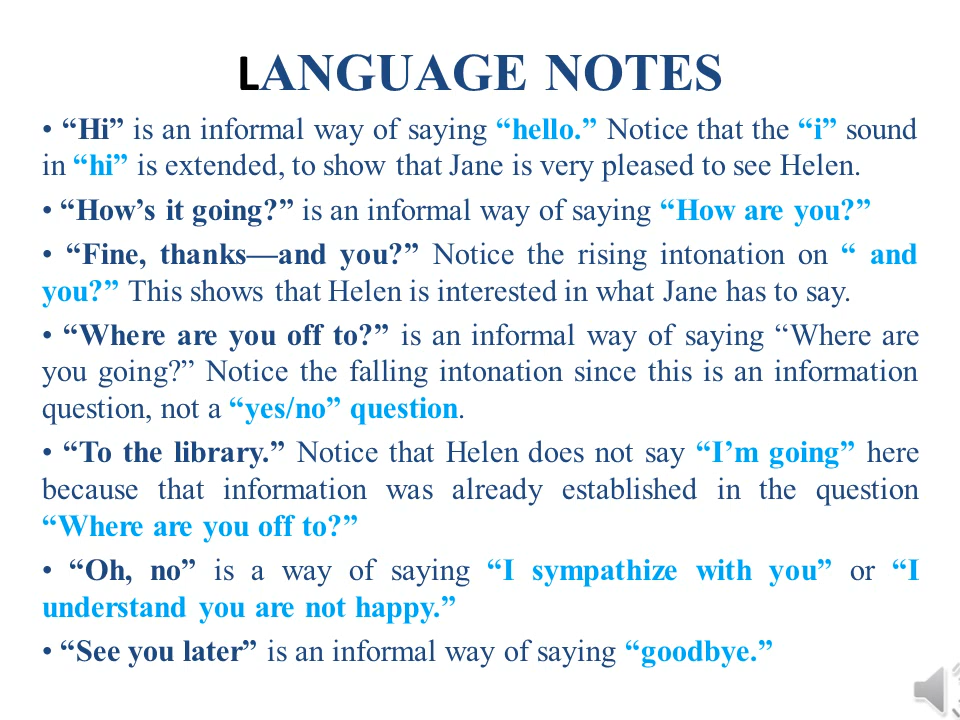 LANGUAGE NOTES
• “Hi” is an informal way of saying “hello.” Notice that the “i” sound
in “hi” is extended, to show that Jane is very pleased to see Helen.
• “How’s it going?” is an informal way of saying “How are you?”
• “Fine, thanks—and you?” Notice the rising intonation on “ and
you?” This shows that Helen is interested in what Jane has to say.
• “Where are you off to?” is an informal way of saying “Where are
you going?” Notice the falling intonation since this is an information
question, not a “yes/no” question.
• “To the library.” Notice that Helen does not say “I’m going” here
because that information was already established in the question
“Where are you off to?”
• “Oh, no” is a way of saying “I sympathize with you” or “I
understand you are not happy.”
• “See you later” is an informal way of saying “goodbye.”